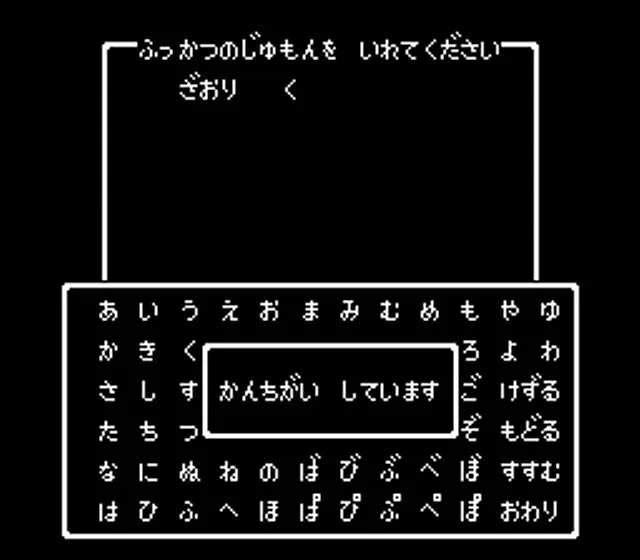 ふっかつのじゅもんを いれてください
ざおり く
あ い う え お ま み む め も や ゆ
か き く ろ よ わ
さ し す かんちがい しています ご けずる
た ち つ ぞ もどる
な に ぬ ね の ば び ぶ べ ぼ すすむ
は ひ ふ へ ほ ぱ ぴ ぷ ぺ ぽ おわり